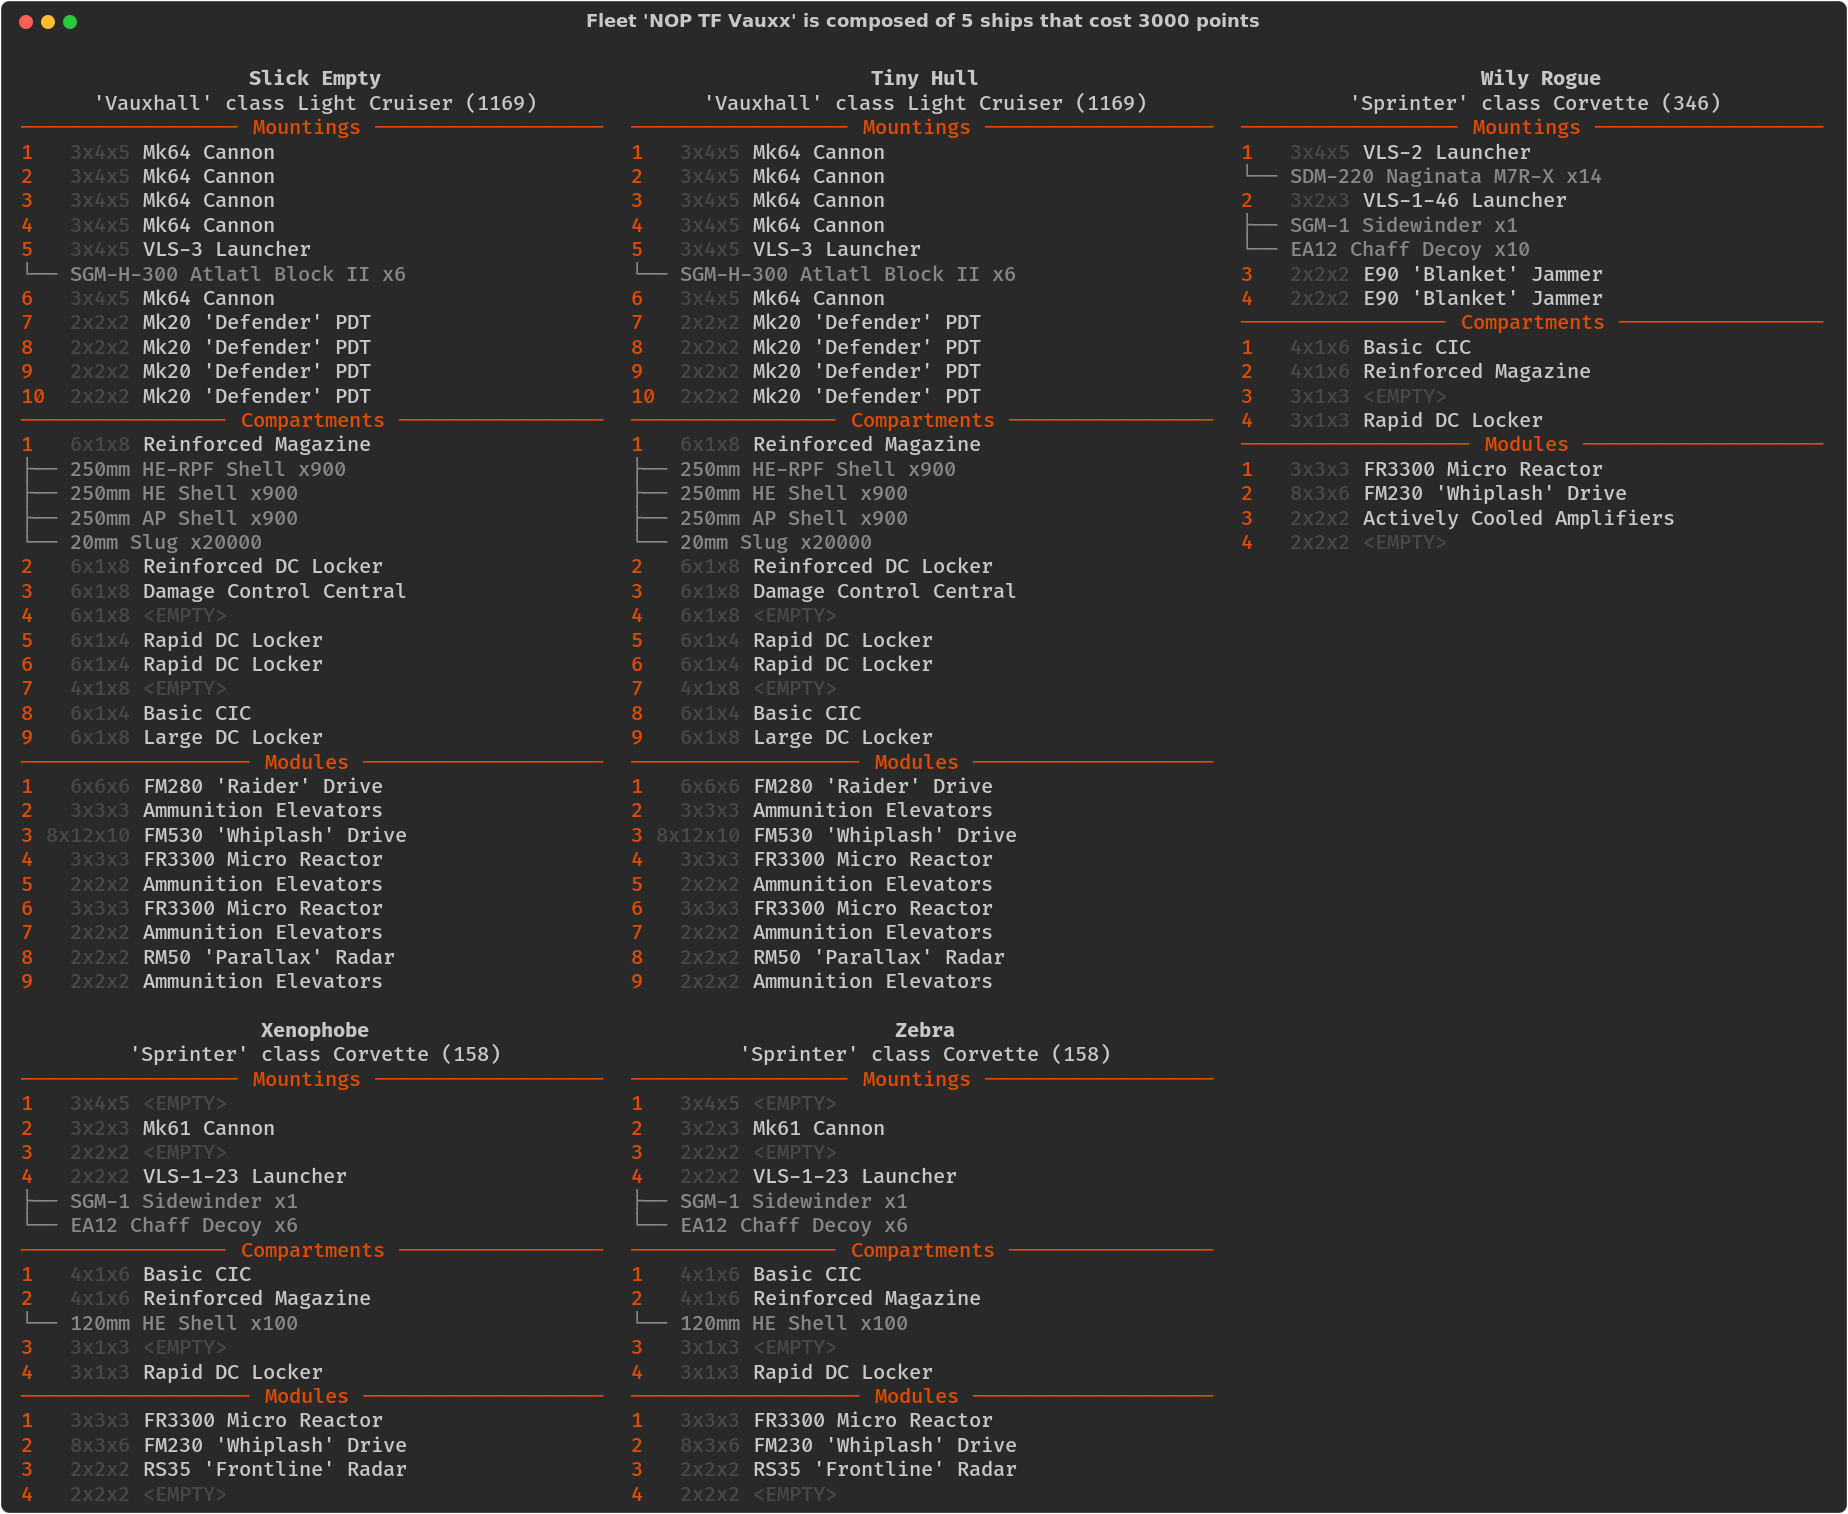 Fleet 'NOP TF Vauxx' is composed of 5 ships that cost 3000 points
Slick Empty
'Vauxhall' class Light Cruiser (1169)
Mountings
1 3x4x5 Mk64 Cannon
2 3x4x5 Mk64 Cannon
3 3x4x5 Mk64 Cannon
4 3x4x5 Mk64 Cannon
5 3x4x5 VLS-3 Launcher
SGM-H-300 Atlatl Block II x6
6 3x4x5 Mk64 Cannon
7 2x2x2 Mk20 'Defender' PDT
8 2x2x2 Mk20 'Defender' PDT
9 2x2x2 Mk20 'Defender' PDT
10 2x2x2 Mk20 'Defender' PDT
Compartments
1 6x1x8 Reinforced Magazine
250mm HE-RPF Shell x900
250mm HE Shell x900
250mm AP Shell x900
20mm Slug x20000
2 6x1x8 Reinforced DC Locker
3 6x1x8 Damage Control Central
4 6x1x8 <EMPTY>
5 6x1x4 Rapid DC Locker
6 6x1x4 Rapid DC Locker
7 4x1x8 <EMPTY>
8 6x1x4 Basic CIC
9 6x1x8 Large DC Locker
Modules
1 6x6x6 FM280 'Raider' Drive
2 3x3x3 Ammunition Elevators
3 8x12x10 FM530 'Whiplash' Drive
4 3x3x3 FR3300 Micro Reactor
5 2x2x2 Ammunition Elevators
6 3x3x3 FR3300 Micro Reactor
7 2x2x2 Ammunition Elevators
8 2x2x2 RM50 'Parallax' Radar
9 2x2x2 Ammunition Elevators
Tiny Hull
'Vauxhall' class Light Cruiser (1169)
Mountings
1 3x4x5 Mk64 Cannon
2 3x4x5 Mk64 Cannon
3 3x4x5 Mk64 Cannon
4 3x4x5 Mk64 Cannon
5 3x4x5 VLS-3 Launcher
SGM-H-300 Atlatl Block II x6
6 3x4x5 Mk64 Cannon
7 2x2x2 Mk20 'Defender' PDT
8 2x2x2 Mk20 'Defender' PDT
9 2x2x2 Mk20 'Defender' PDT
10 2x2x2 Mk20 'Defender' PDT
Compartments
1 6x1x8 Reinforced Magazine
250mm HE-RPF Shell x900
250mm HE Shell x900
250mm AP Shell x900
20mm Slug x20000
2 6x1x8 Reinforced DC Locker
3 6x1x8 Damage Control Central
4 6x1x8 <EMPTY>
5 6x1x4 Rapid DC Locker
6 6x1x4 Rapid DC Locker
7 4x1x8 <EMPTY>
8 6x1x4 Basic CIC
9 6x1x8 Large DC Locker
Modules
1 6x6x6 FM280 'Raider' Drive
2 3x3x3 Ammunition Elevators
3 8x12x10 FM530 'Whiplash' Drive
4 3x3x3 FR3300 Micro Reactor
5 2x2x2 Ammunition Elevators
6 3x3x3 FR3300 Micro Reactor
7 2x2x2 Ammunition Elevators
8 2x2x2 RM50 'Parallax' Radar
9 2x2x2 Ammunition Elevators
Wily Rogue
'Sprinter' class Corvette (346)
Mountings
1 3x4x5 VLS-2 Launcher
SDM-220 Naginata M7R-X x14
2 3x2x3 VLS-1-46 Launcher
SGM-1 Sidewinder x1
EA12 Chaff Decoy x10
3 2x2x2 E90 'Blanket' Jammer
4 2x2x2 E90 'Blanket' Jammer
Compartments
1 4x1x6 Basic CIC
2 4x1x6 Reinforced Magazine
3 3x1x3 <EMPTY>
4 3x1x3 Rapid DC Locker
Modules
1 3x3x3 FR3300 Micro Reactor
2 8x3x6 FM230 'Whiplash' Drive
3 2x2x2 Actively Cooled Amplifiers
4 2x2x2 <EMPTY>
Xenophobe
'Sprinter' class Corvette (158)
Mountings
1 3x4x5 <EMPTY>
2 3x2x3 Mk61 Cannon
3 2x2x2 <EMPTY>
4 2x2x2 VLS-1-23 Launcher
SGM-1 Sidewinder x1
EA12 Chaff Decoy x6
Compartments
1 4x1x6 Basic CIC
2 4x1x6 Reinforced Magazine
120mm HE Shell x100
3 3x1x3 <EMPTY>
4 3x1x3 Rapid DC Locker
Modules
1 3x3x3 FR3300 Micro Reactor
2 8x3x6 FM230 'Whiplash' Drive
3 2x2x2 RS35 'Frontline' Radar
4 2x2x2 <EMPTY>
Zebra
'Sprinter' class Corvette (158)
Mountings
1 3x4x5 <EMPTY>
2 3x2x3 Mk61 Cannon
3 2x2x2 <EMPTY>
4 2x2x2 VLS-1-23 Launcher
SGM-1 Sidewinder x1
EA12 Chaff Decoy x6
Compartments
1 4x1x6 Basic CIC
2 4x1x6 Reinforced Magazine
120mm HE Shell x100
3 3x1x3 <EMPTY>
4 3x1x3 Rapid DC Locker
Modules
1 3x3x3 FR3300 Micro Reactor
2 8x3x6 FM230 'Whiplash' Drive
3 2x2x2 RS35 'Frontline' Radar
4 2x2x2 <EMPTY>